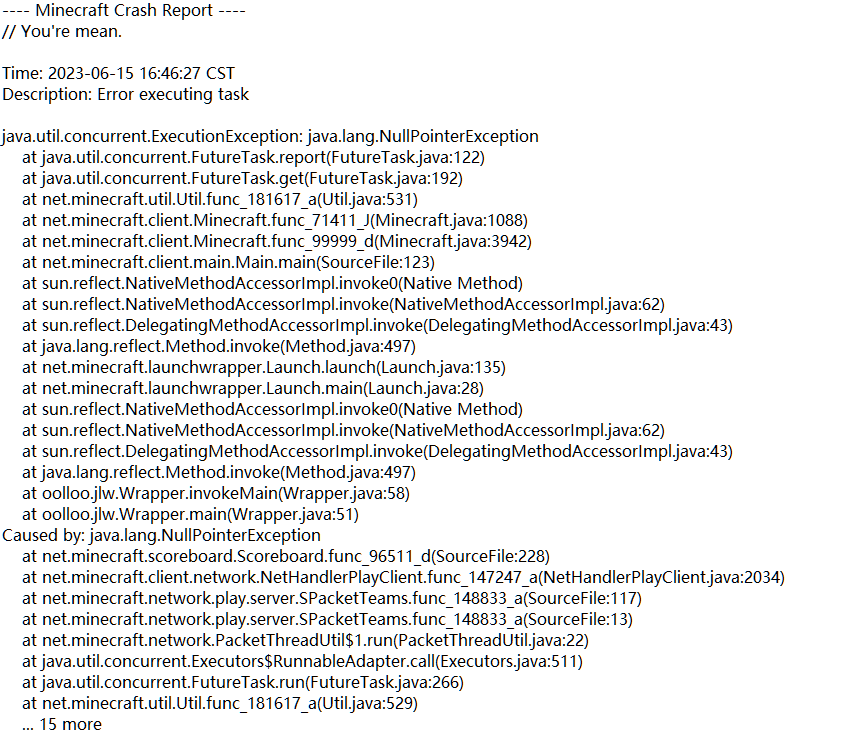 ---- Minecraft Crash Report ----
// You're mean.
Time: 2023-06-15 16:46:27 CST
Description: Error executing task
java.util.concurrent.ExecutionException: java.lang.NullPointerException
at java.util.concurrent.FutureTask.report(FutureTask.java:122)
at java.util.concurrent.FutureTask.get(FutureTask.java:192)
at net.minecraft.util.Util.func_181617_a(Util.java:531)
at net.minecraft.client.Minecraft.func_71411_J(Minecraft.java:1088)
at net.minecraft.client.Minecraft.func_99999_d(Minecraft.java:3942)
at net.minecraft.client.main.Main.main(SourceFile:123)
at sun.reflect.NativeMethodAccessorImpl.invoke0(Native Method)
at sun.reflect.NativeMethodAccessorImpl.invoke(NativeMethodAccessorImpl.java:62)
at sun.reflect.DelegatingMethodAccessorImpl.invoke(DelegatingMethodAccessorImpl.java:43)
at java.lang.reflect.Method.invoke(Method.java:497)
at net.minecraft.launchwrapper.Launch.launch(Launch.java:135)
at net.minecraft.launchwrapper.Launch.main(Launch.java:28)
at sun.reflect.NativeMethodAccessorImpl.invoke0(Native Method)
at sun.reflect.NativeMethodAccessorImpl.invoke(NativeMethodAccessorImpl.java:62)
at sun.reflect.DelegatingMethodAccessorImpl.invoke(DelegatingMethodAccessorImpl.java:43)
at java.lang.reflect.Method.invoke(Method.java:497)
at oolloo.jlw.Wrapper.invokeMain(Wrapper.java:58)
at oolloo.jlw.Wrapper.main(Wrapper.java:51)
Caused by: java.lang.NullPointerException
at net.minecraft.scoreboard.Scoreboard.func_96511_d(SourceFile:228)
at net.minecraft.client.network.NetHandlerPlayClient.func_147247_a(NetHandlerPlayClient.java:2034)
at net.minecraft.network.play.server.SPacketTeams.func_148833_a(SourceFile:117)
at net.minecraft.network.play.server.SPacketTeams.func_148833_a(SourceFile:13)
at net.minecraft.network.PacketThreadUtil$1.run(PacketThreadUtil.java:22)
at java.util.concurrent.Executors$RunnableAdapter.call(Executors.java:511)
at java.util.concurrent.FutureTask.run(FutureTask.java:266)
at net.minecraft.util.Util.func_181617_a(Util.java:529)
... 15 more